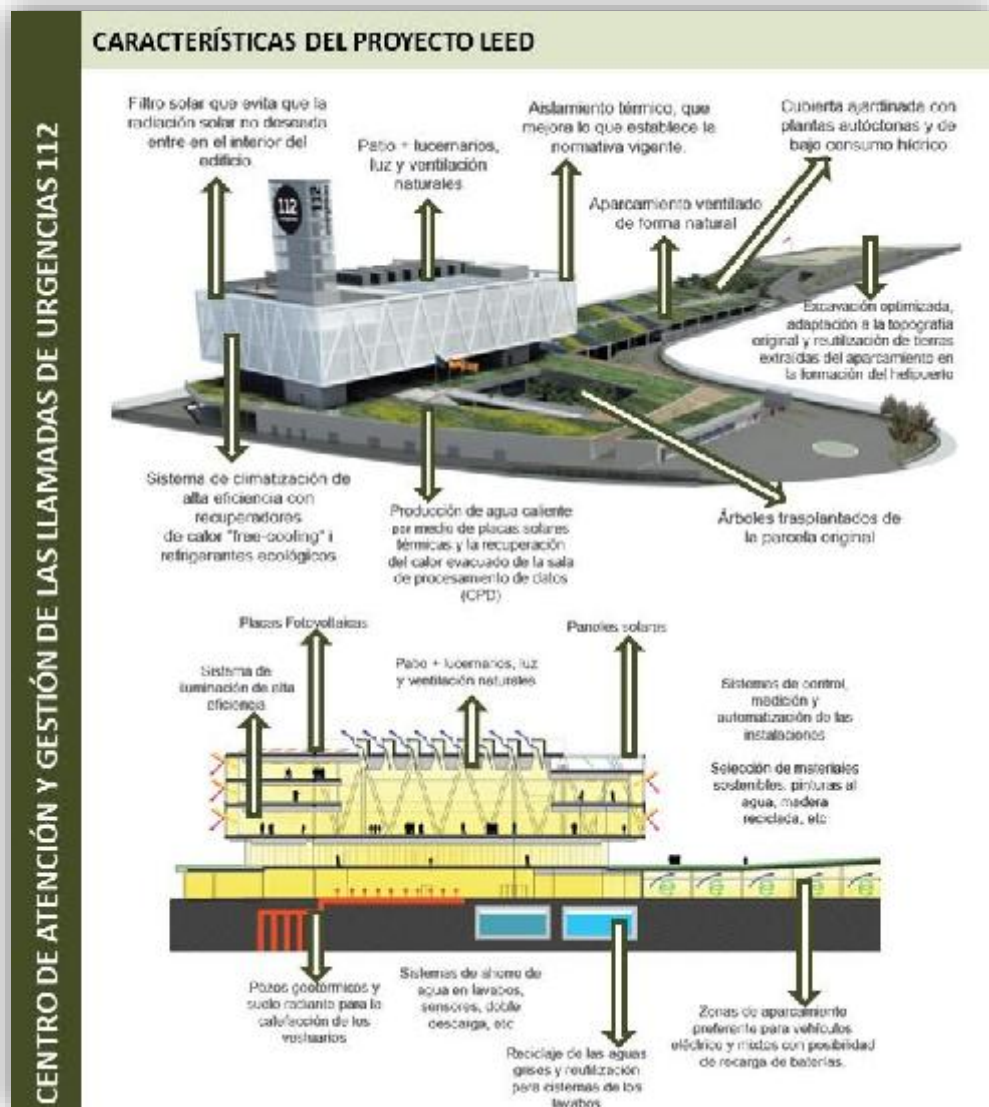 CARACTERÍSTICAS DEL PROYECTO LEED
CENTRO DE ATENCIÓN Y GESTIÓN DE LAS LLAMADAS DE URGENCIAS 112
Filtro solar que evita que la
radiación solar no deseada
entre en el interior del
edificio
Patio + lucernarios,
luz y ventilación
naturales
Aislamiento térmico, que
mejora lo que establece la
normativa vigente.
Cubierta ajardinada con
plantas autóctonas y de
bajo consumo hídrico
Aparcamiento ventilado
de forma natural
112
112
Excavación optimizada,
adaptación a la topografía
original y reutilización de tierras
extraídas del aparcamiento en
la formación del helipuerto
Sistema de climatización de
alta eficiencia con
recuperadores
de calor "free-cooling" i
refrigerantes ecológicos
Producción de agua caliente
por medio de placas solares
térmicas y la recuperación
del calor evacuado de la sala
de procesamiento de datos
(CPD)
Árboles trasplantados de
la parcela original
Placas Fotovoltaicas
Paneles solares
Sistema de
iluminación de alta
eficiencia
Patio + lucernarios, luz
y ventilación naturales
Sistemas de control,
medición y
automatización de las
instalaciones
Selección de materiales
sostenibles, pinturas al
agua, madera
reciclada, etc
Pozos geotérmicos y
suelo radiante para la
calefacción de los
vestuarios
Sistemas de ahorro de
agua en lavabos,
sensores, doble
descarga, etc
Reciclaje de las aguas
grises y reutilización
para cisternas de los
lavabos
Zonas de aparcamiento
preferente para vehículos
eléctrico y mixtos con posibilidad
de recarga de baterías.